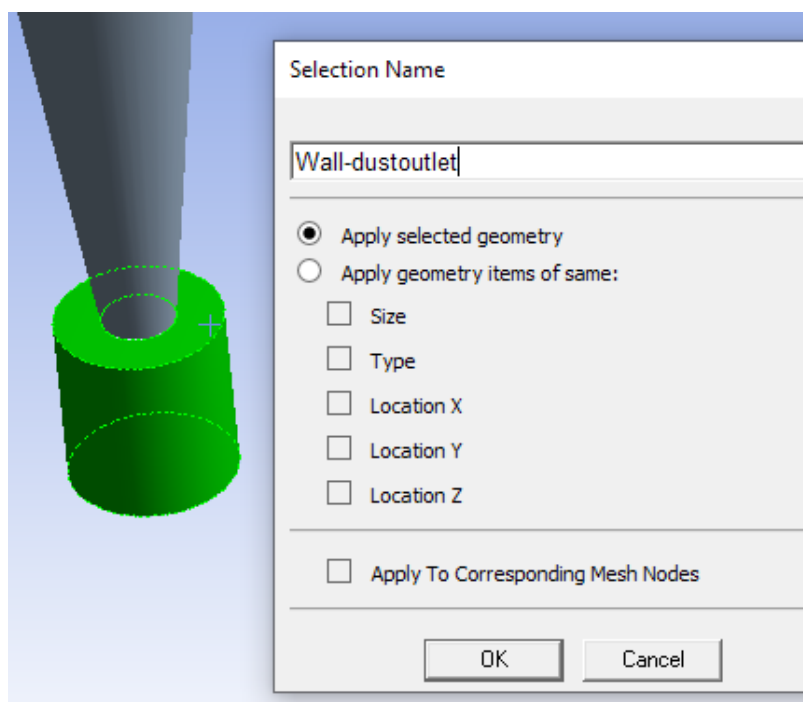 Selection Name
Wall-dustoutlet
Apply selected geometry
Apply geometry items of same:
Size
Type
Location X
Location Y
Location Z
Apply To Corresponding Mesh Nodes
OK
Cancel